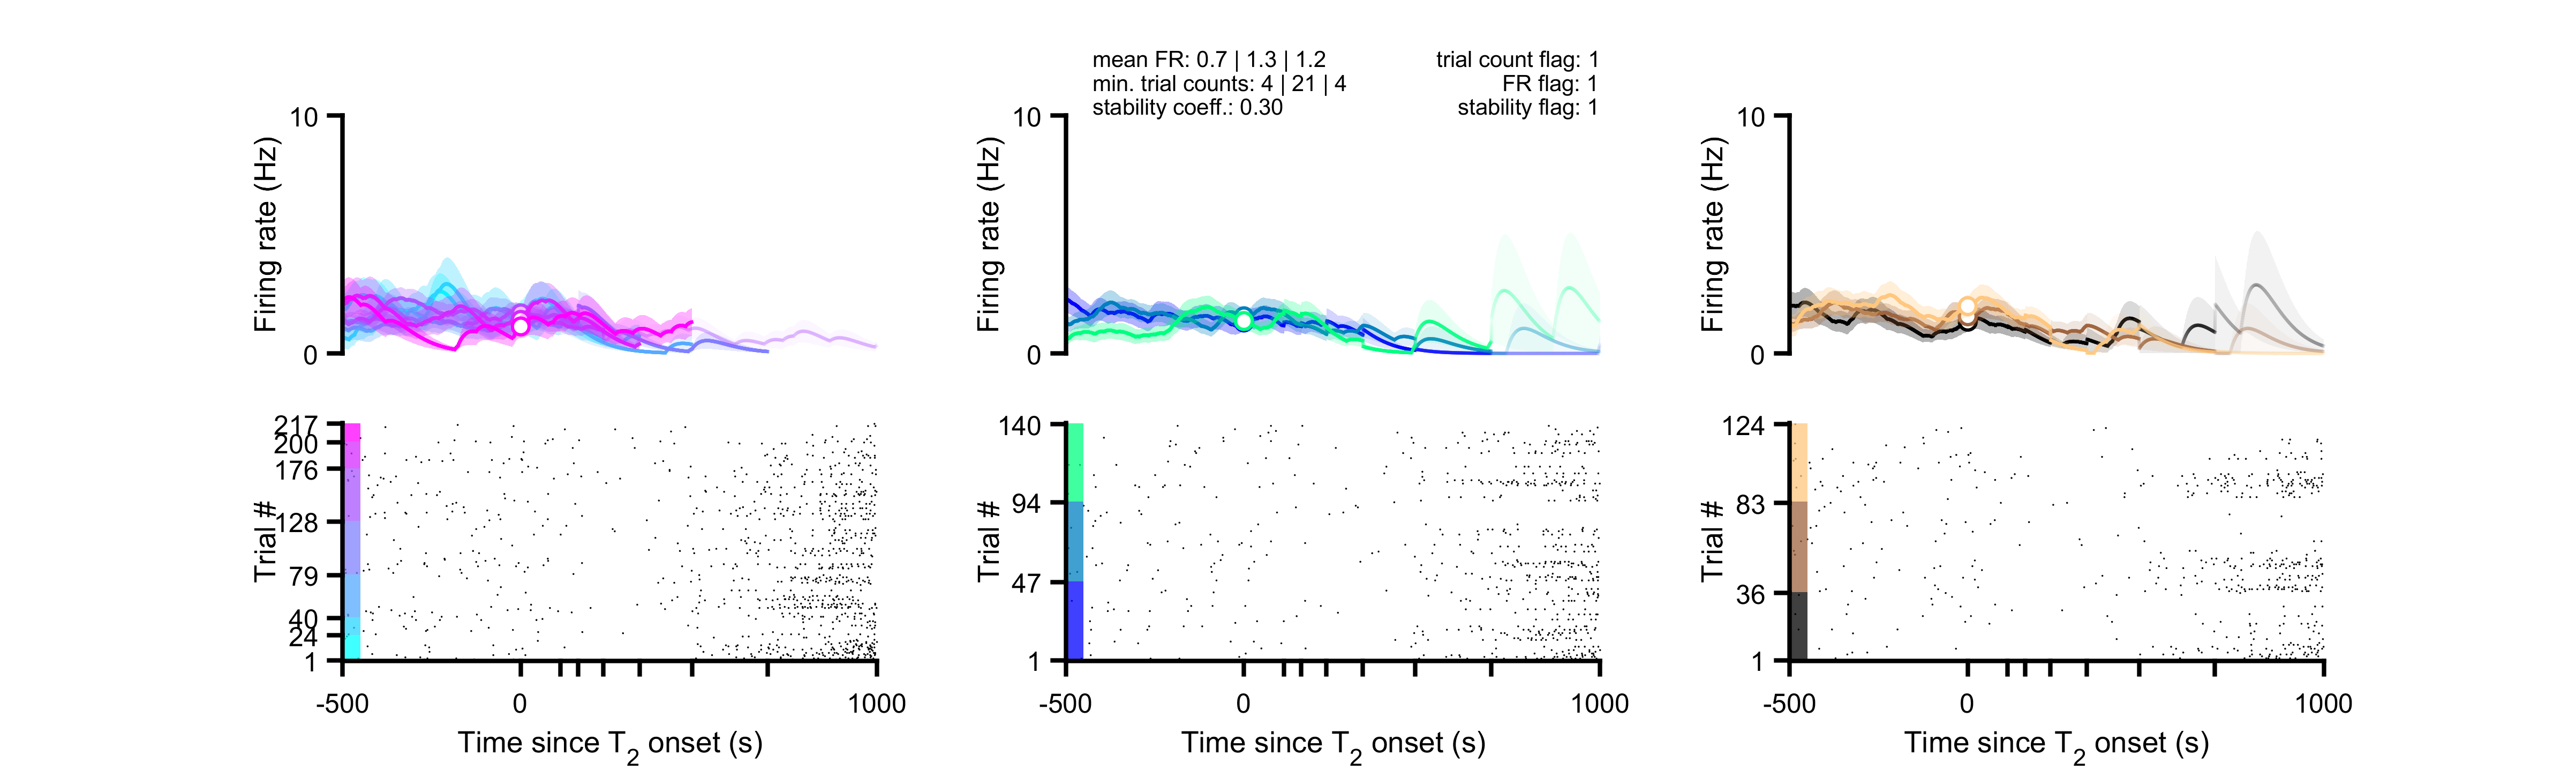 mean FR: 0.7 | 1.3 | 1.2
min. trial counts: 4 | 21 | 4
stability coeff.: 0.30
trial count flag: 1
FR flag: 1
stability flag: 1
10
Firing rate (Hz)
0
10
Firing rate (Hz)
0
10
Firing rate (Hz)
0
217
200
176
128
79
40
24
1
Trial #
-500
0
1000
Time since T2 onset (s)
140
94
47
1
Trial #
-500
0
1000
Time since T2 onset (s)
124
83
36
1
Trial #
-500
0
1000
Time since T2 onset (s)